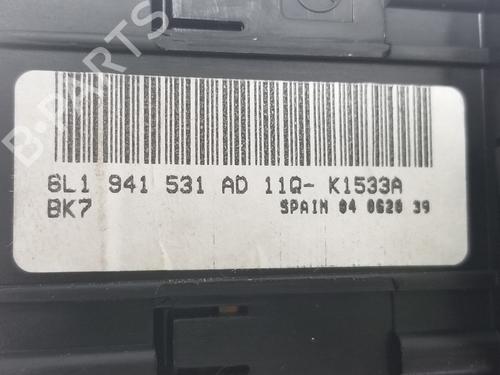 B-PARTS
6L1 941 531 AD 11Q- K1533A
BK7 SPAIN 04 0620 39